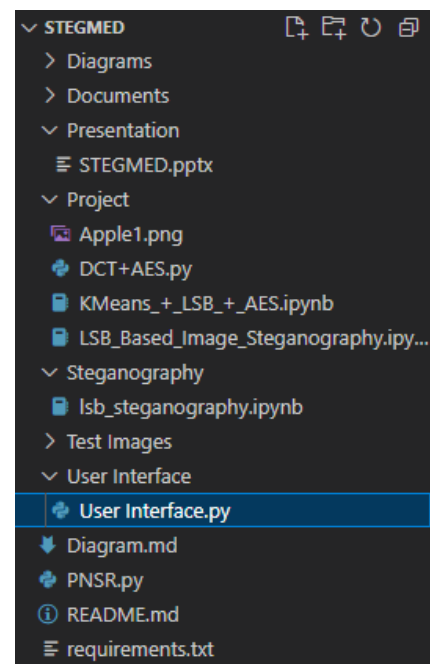 STEGMED
Diagrams
Documents
Presentation
STEGMED.pptx
Project
Apple1.png
DCT+AES.py
KMeans_+_LSB_+_AES.ipynb
LSB_Based_Image_Steganography.ipy...
Steganography
lsb_steganography.ipynb
Test Images
User Interface
User Interface.py
Diagram.md
PNSR.py
README.md
requirements.txt